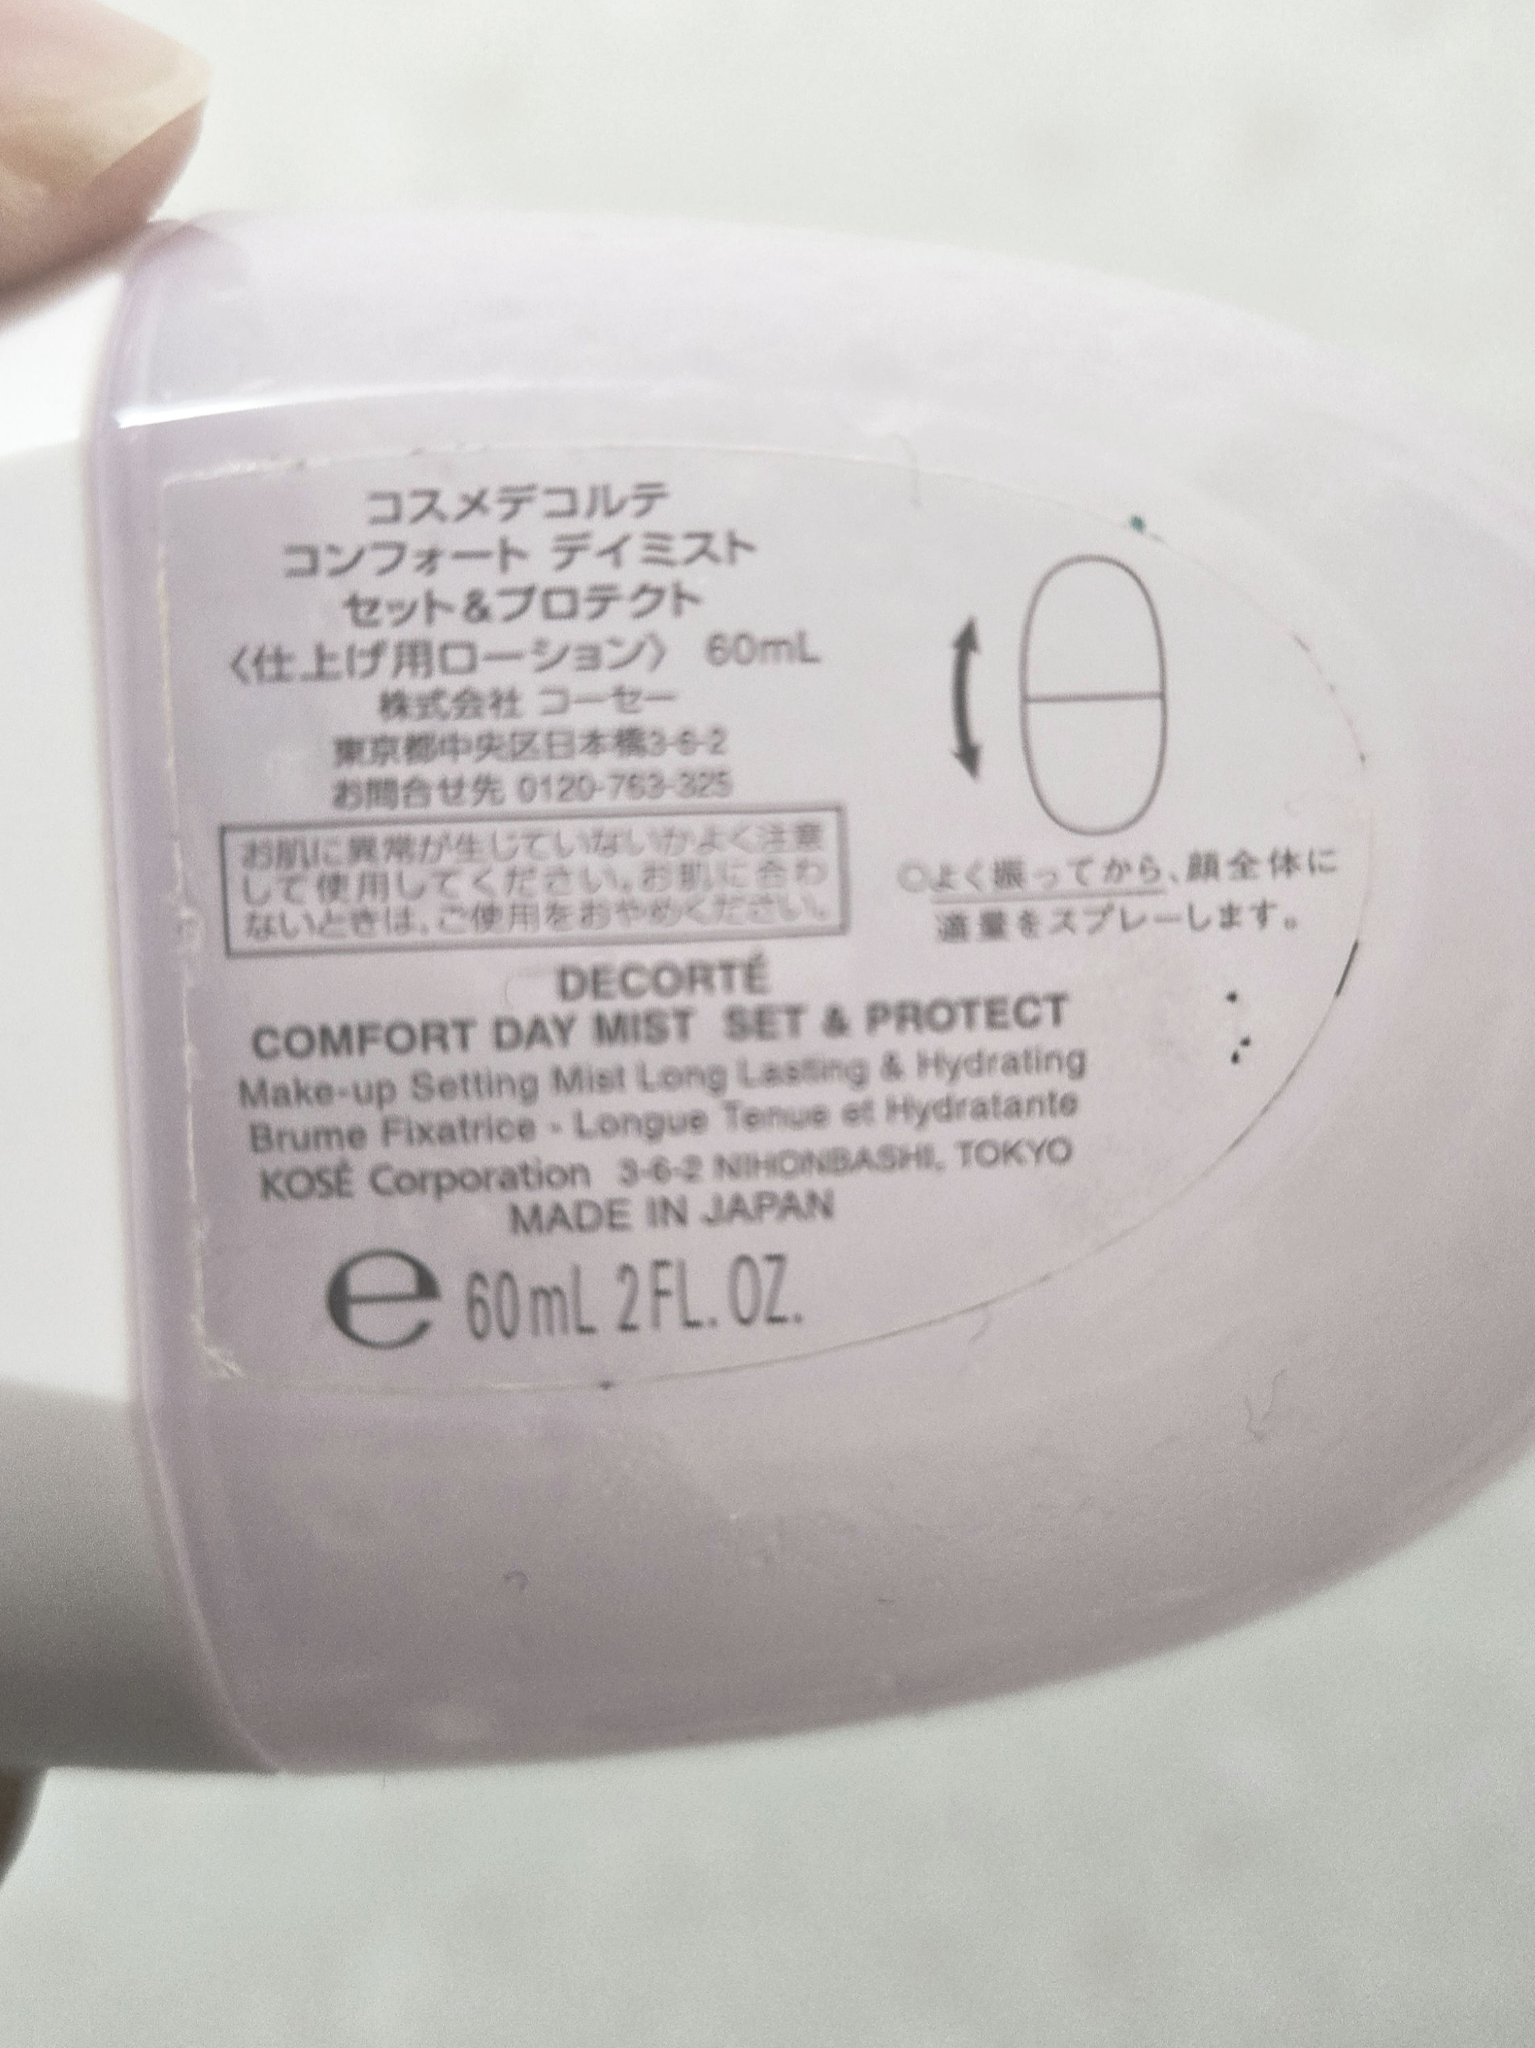 コスメデコルテ
コンフォート デイミスト
セット&プロテクト
〈仕上げ用ローション〉 60mL
株式会社 コーセー
東京都中央区日本橋3-6-2
お問合せ先 0120-763-325
お肌に異常が生じていないかよく注意
して使用してください。お肌に合わ
ないときは、ご使用をおやめください。
○よく振ってから、顔全体に
適量をスプレーします。
DECORTÉ
COMFORT DAY MIST SET & PROTECT
Make-up Setting Mist Long Lasting & Hydrating
Brume Fixatrice - Longue Tenue et Hydratante
KOSÉ Corporation 3-6-2 NIHONBASHI, TOKYO
MADE IN JAPAN
℮ 60mL 2FL. OZ.